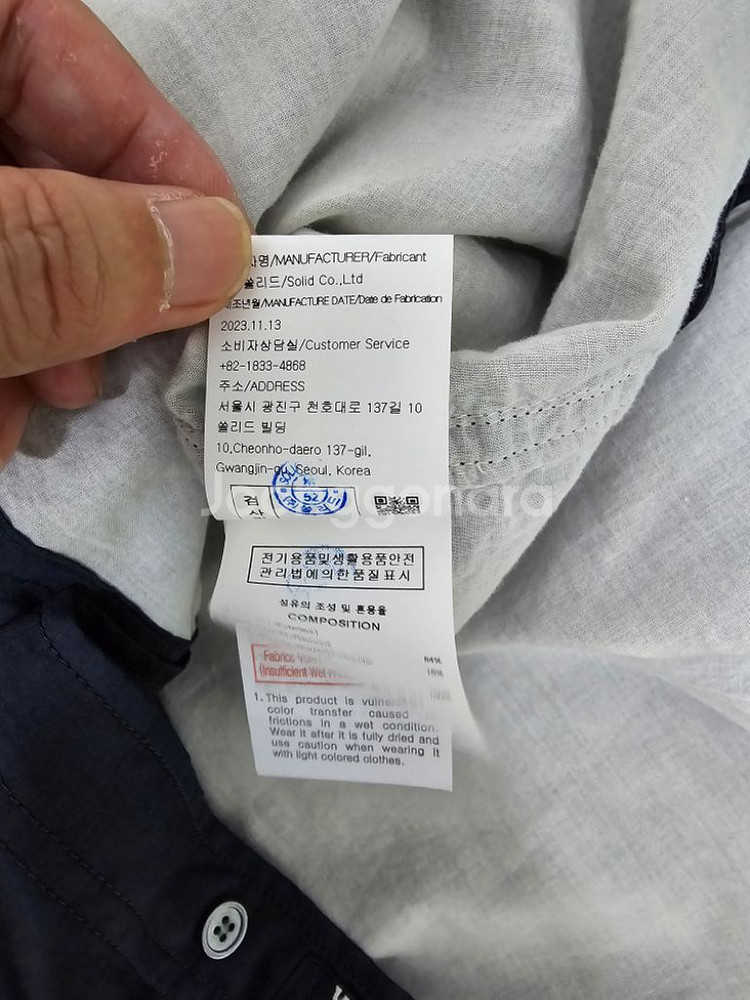 /MANUFACTURER/Fabricant
쏠리드/Solid Co.,Ltd
제조년월/MANUFACTURE DATE/Date de Fabrication
2023.11.13
소비자상담실/Customer Service
+82-1833-4868
주소/ADDRESS
서울시 광진구 천호대로 137길 10
쏠리드 빌딩
10,Cheonho-daero 137-gil,
Gwangjin-gu, Seoul, Korea
검
52
Joonggonara
전기용품및생활용품안전
관리법에의한품질표시
섬유의 조성 및 혼용율
COMPOSITION
84%
16%
Fabrics
(Insufficient Wet
1. This product is
color transfer caused
frictions in a wet condition.
Wear it after it is fully dried and
use caution when wearing it
with light colored clothes.